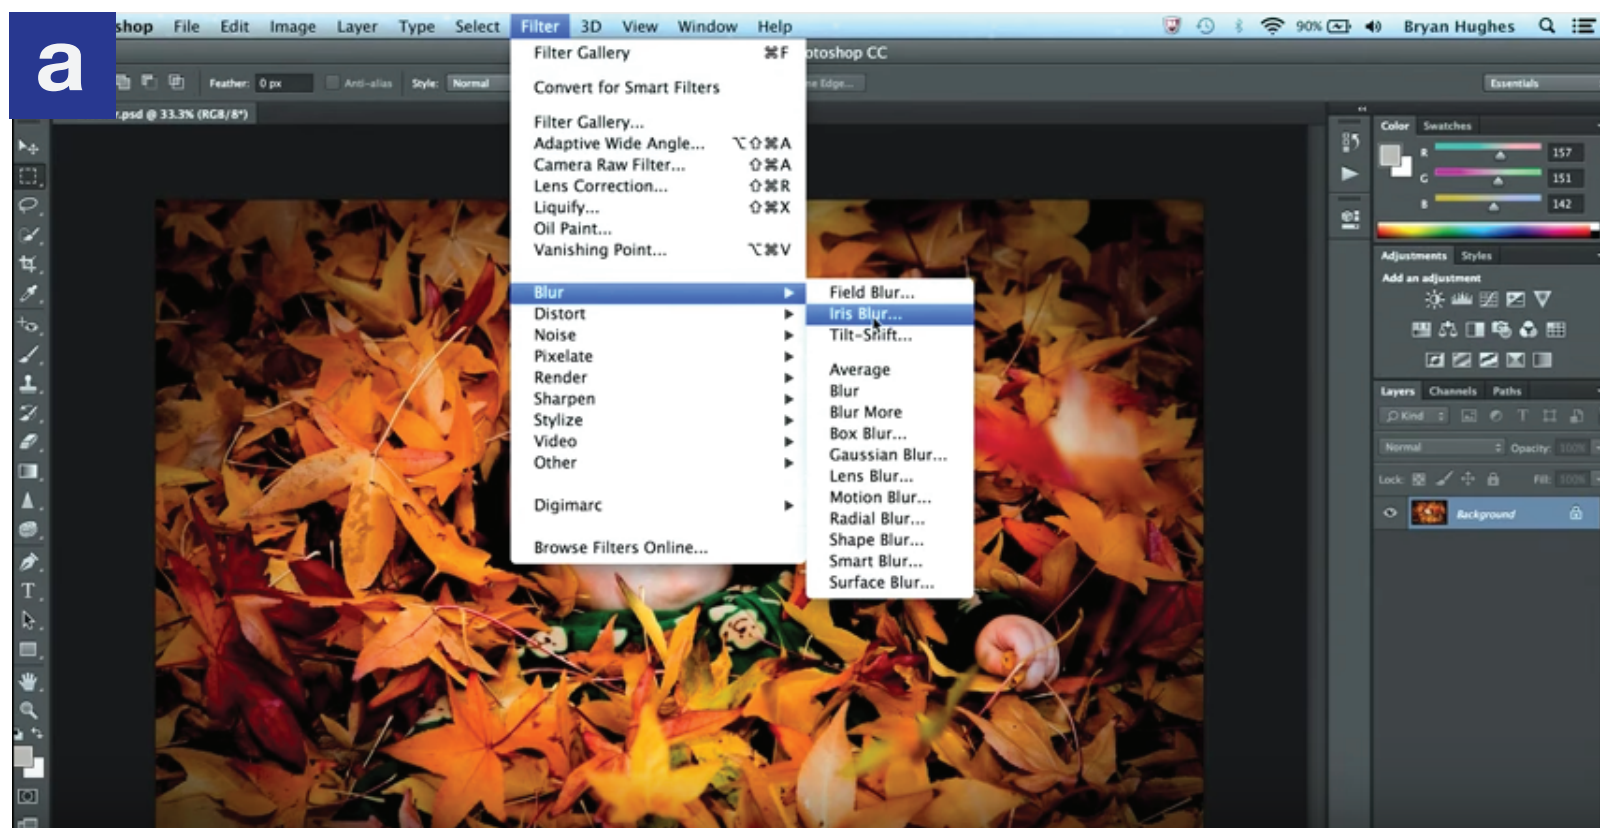 a
shop File Edit Image Layer Type Select Filter 3D View Window Help 90% Bryan Hughes
otoshop CC
Feather: 0 px Anti-alias Style: Normal Edge... Essentials
.psd @ 33.3% (RGB/8*)
Filter Gallery ⌘F
Convert for Smart Filters
Filter Gallery...
Adaptive Wide Angle... ⌥⇧⌘A
Camera Raw Filter... ⇧⌘A
Lens Correction... ⇧⌘R
Liquify... ⇧⌘X
Oil Paint...
Vanishing Point... ⌥⌘V
Blur
Distort
Noise
Pixelate
Render
Sharpen
Stylize
Video
Other
Digimarc
Browse Filters Online...
Field Blur...
Iris Blur...
Tilt-Shift...
Average
Blur
Blur More
Box Blur...
Gaussian Blur...
Lens Blur...
Motion Blur...
Radial Blur...
Shape Blur...
Smart Blur...
Surface Blur...
Color Swatches
R 157
G 151
B 142
Adjustments Styles
Add an adjustment
Layers Channels Paths
Kind
Normal Opacity: 100%
Lock: Fill: 100%
Background